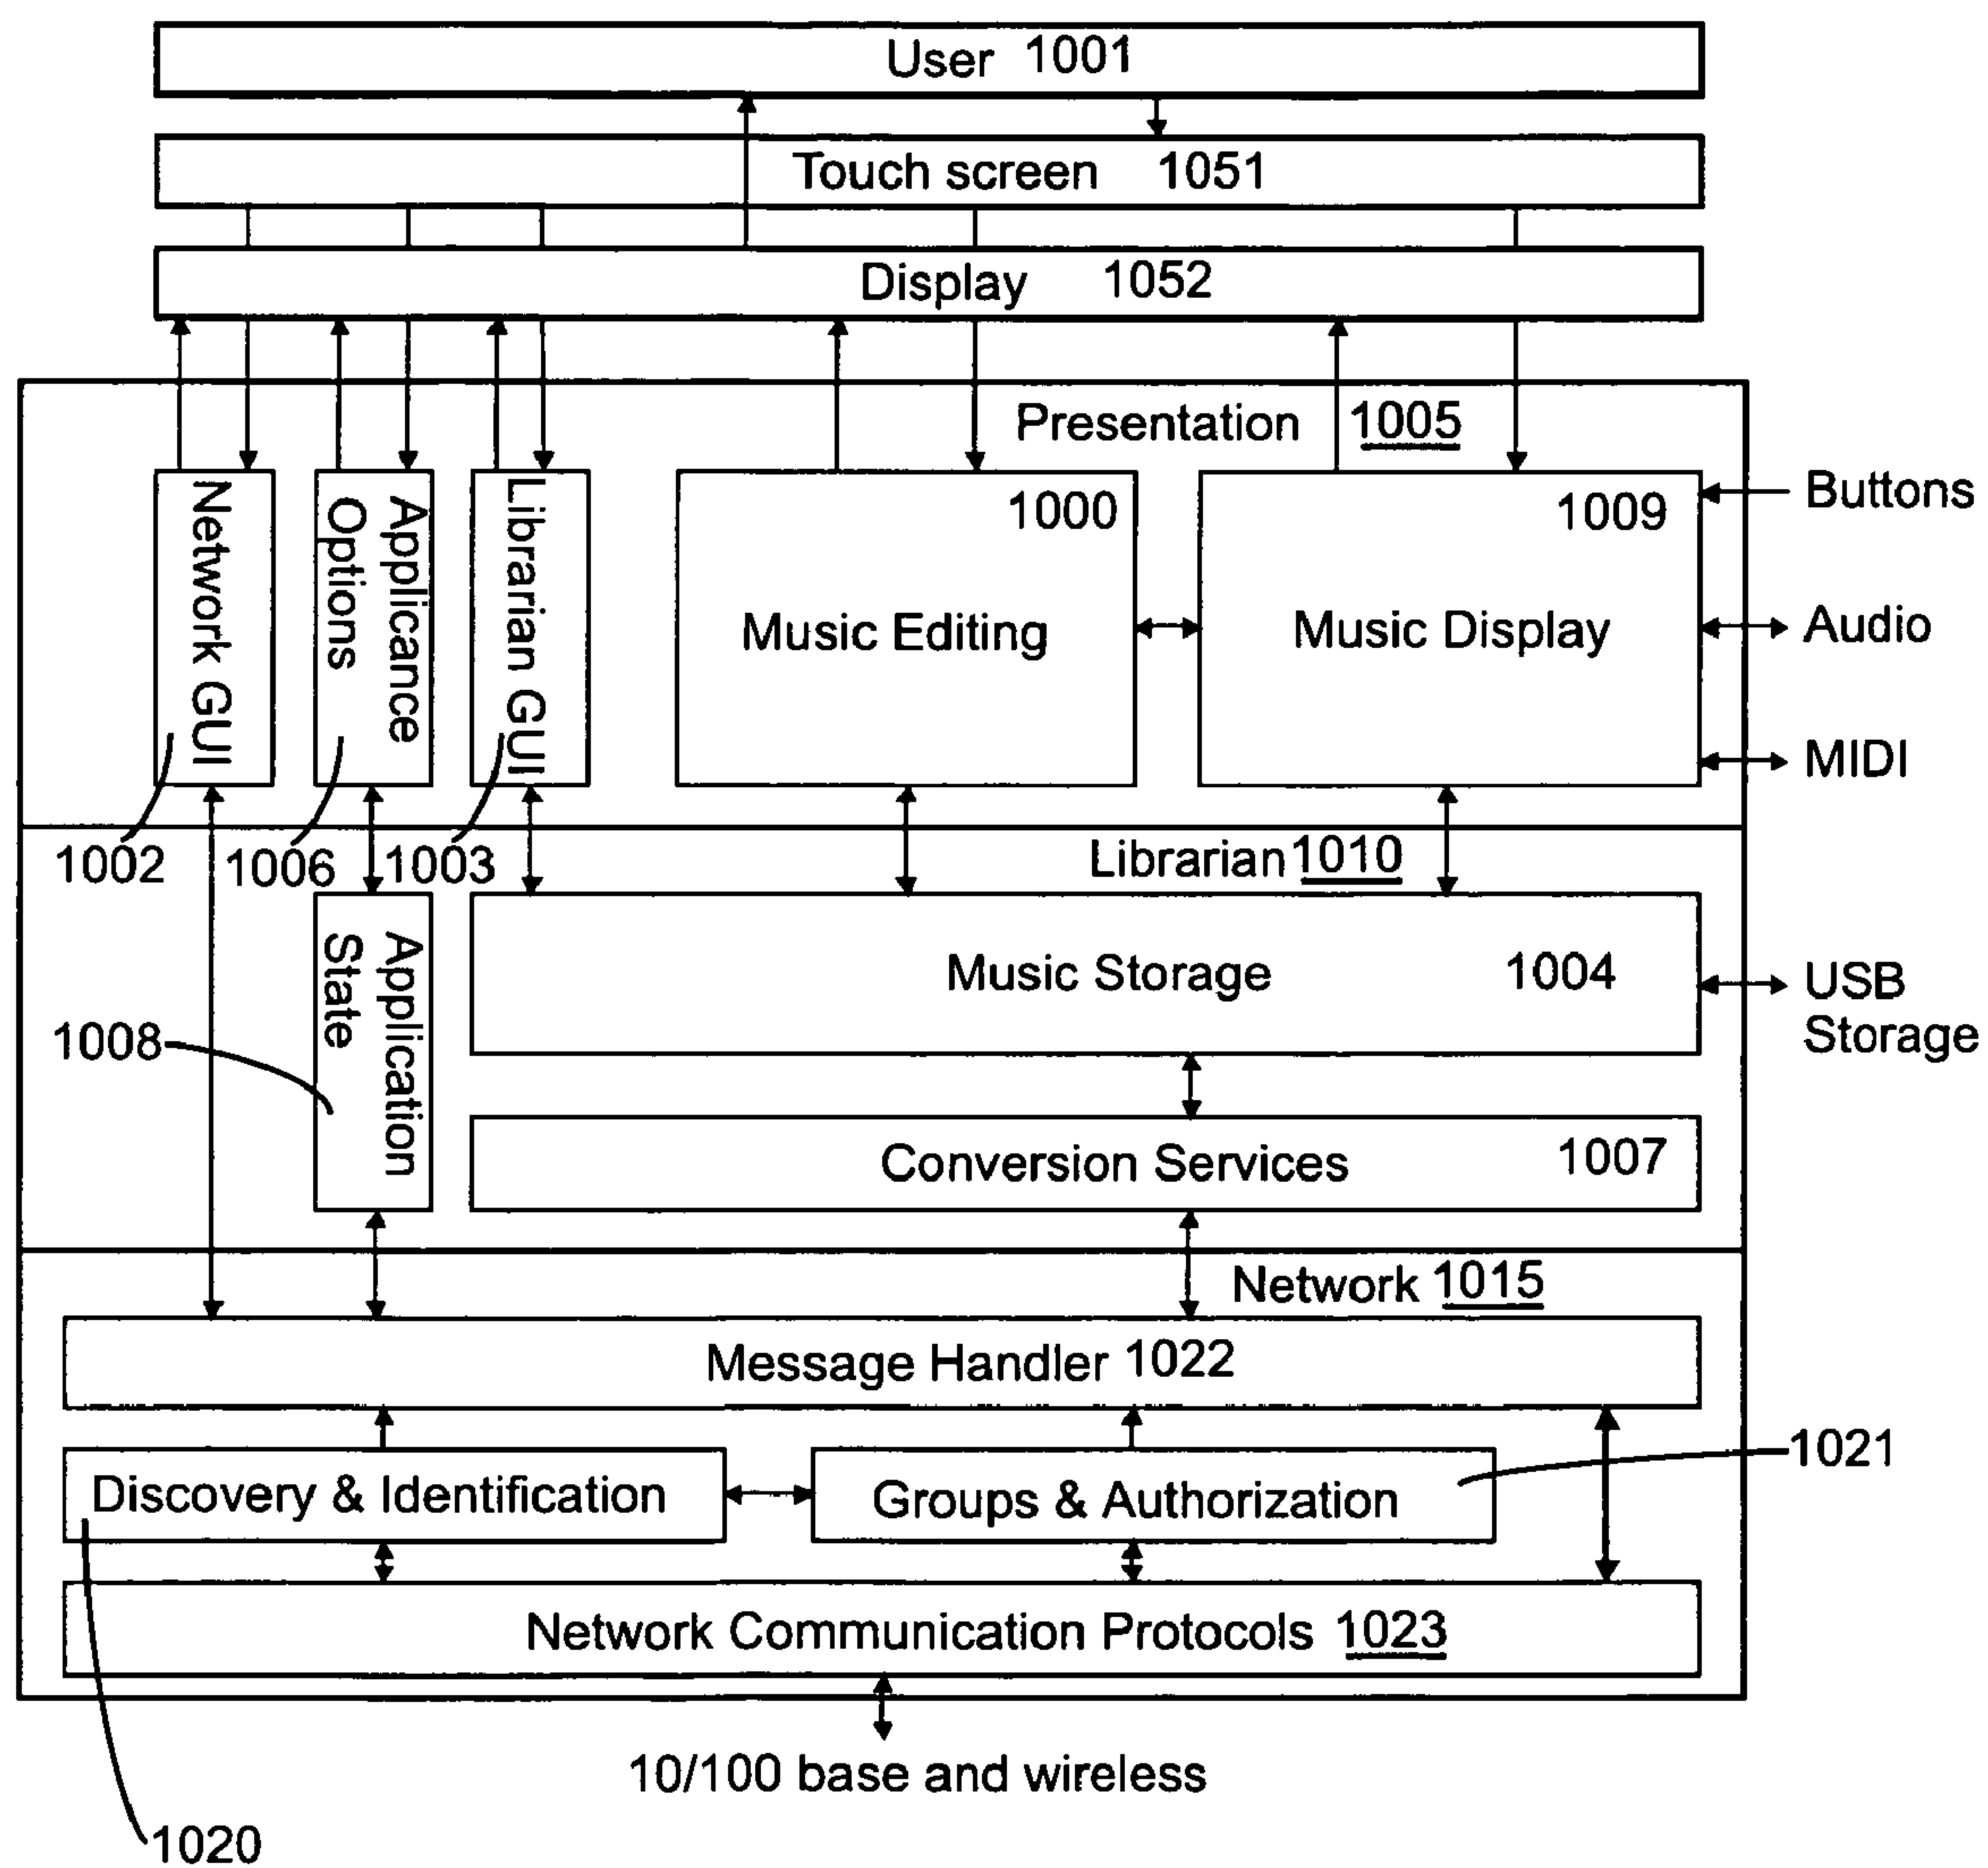 User 1001
Touch screen 1051
Display 1052
Presentation 1005
Network GUI
Applicance
Options
Librarian GUI
1000
Music Editing
1009
Music Display
Buttons
Audio
MIDI
1002
1006
1003
Librarian 1010
Application
State
1008
Music Storage 1004
USB
Storage
Conversion Services 1007
Network 1015
Message Handler 1022
Discovery & Identification
Groups & Authorization
1021
Network Communication Protocols 1023
10/100 base and wireless
1020